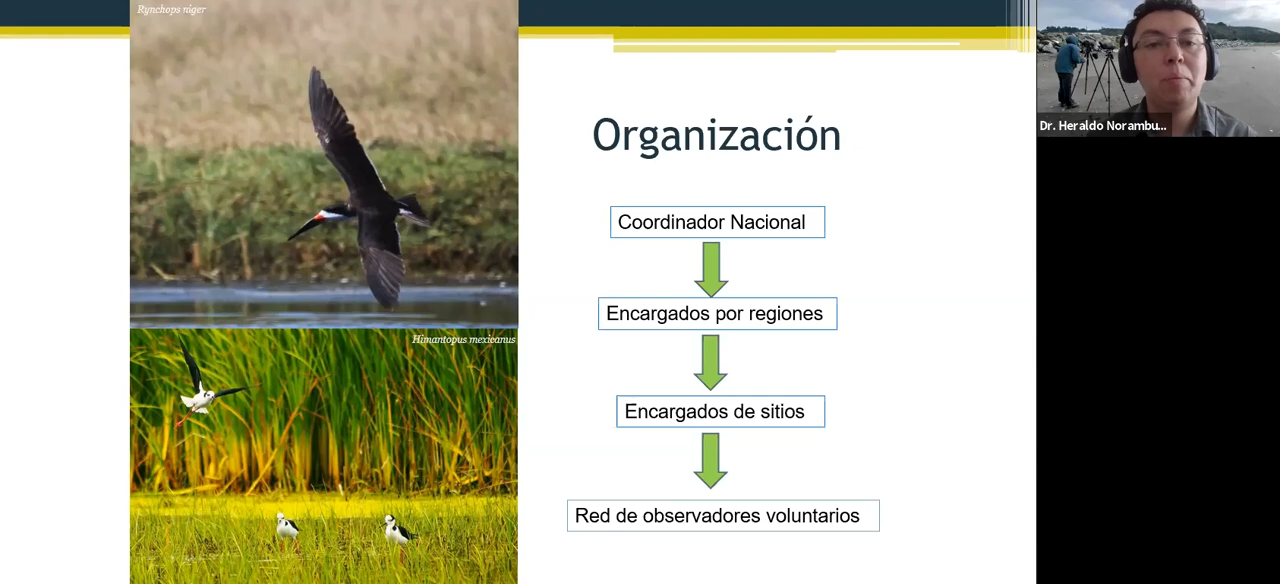 Rynchops niger
Dr. Heraldo Norambu...
Organización
Coordinador Nacional
Encargados por regiones
Himantopus mexicanus
Encargados de sitios
Red de observadores voluntarios